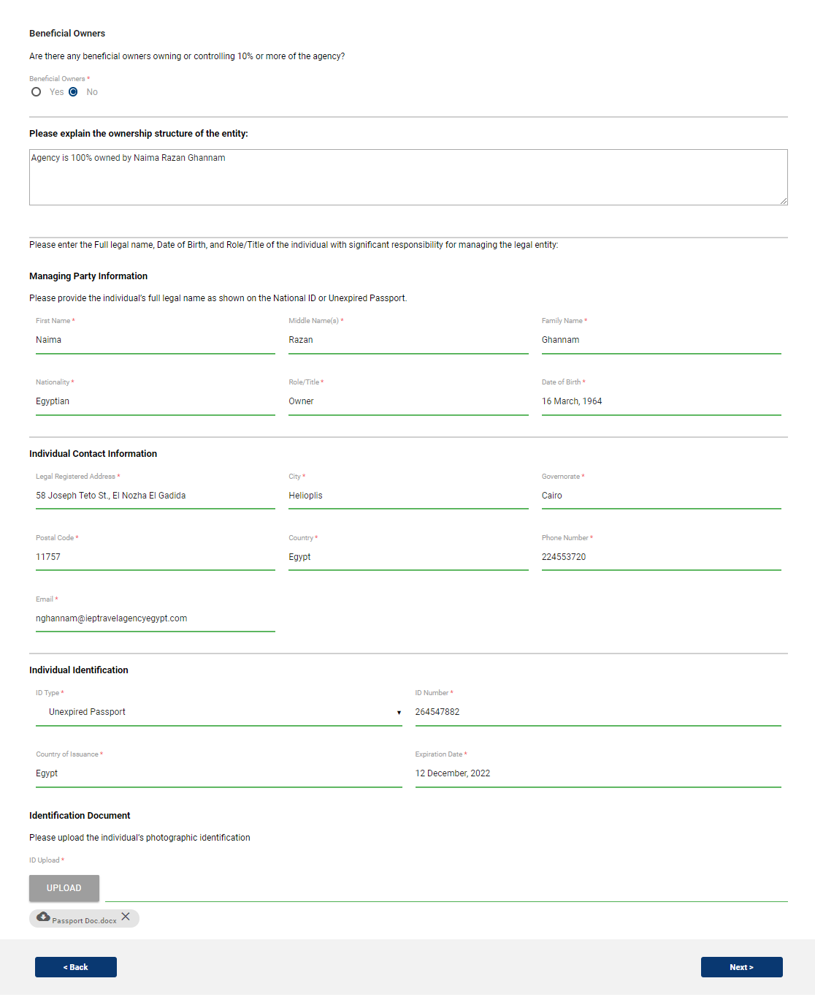 Beneficial Owners
Are there any beneficial owners owning or controlling 10% or more of the agency?
Beneficial Owners *
Yes No
Please explain the ownership structure of the entity:
Agency is 100% owned by Naima Razan Ghannam
Please enter the Full legal name, Date of Birth, and Role/Title of the individual with significant responsibility for managing the legal entity:
Managing Party Information
Please provide the individual's full legal name as shown on the National ID or Unexpired Passport.
First Name * Middle Name(s) * Family Name *
Naima Razan Ghannam
Nationality * Role/Title * Date of Birth *
Egyptian Owner 16 March, 1964
Individual Contact Information
Legal Registered Address * City * Governorate *
58 Joseph Teto St., El Nozha El Gadida Helioplis Cairo
Postal Code * Country * Phone Number *
11757 Egypt 224553720
Email *
nghannam@ieptravelagencyegypt.com
Individual Identification
ID Type * ID Number *
Unexpired Passport 264547882
Country of Issuance * Expiration Date *
Egypt 12 December, 2022
Identification Document
Please upload the individual's photographic identification
ID Upload *
UPLOAD
Passport Doc.docx
< Back Next >